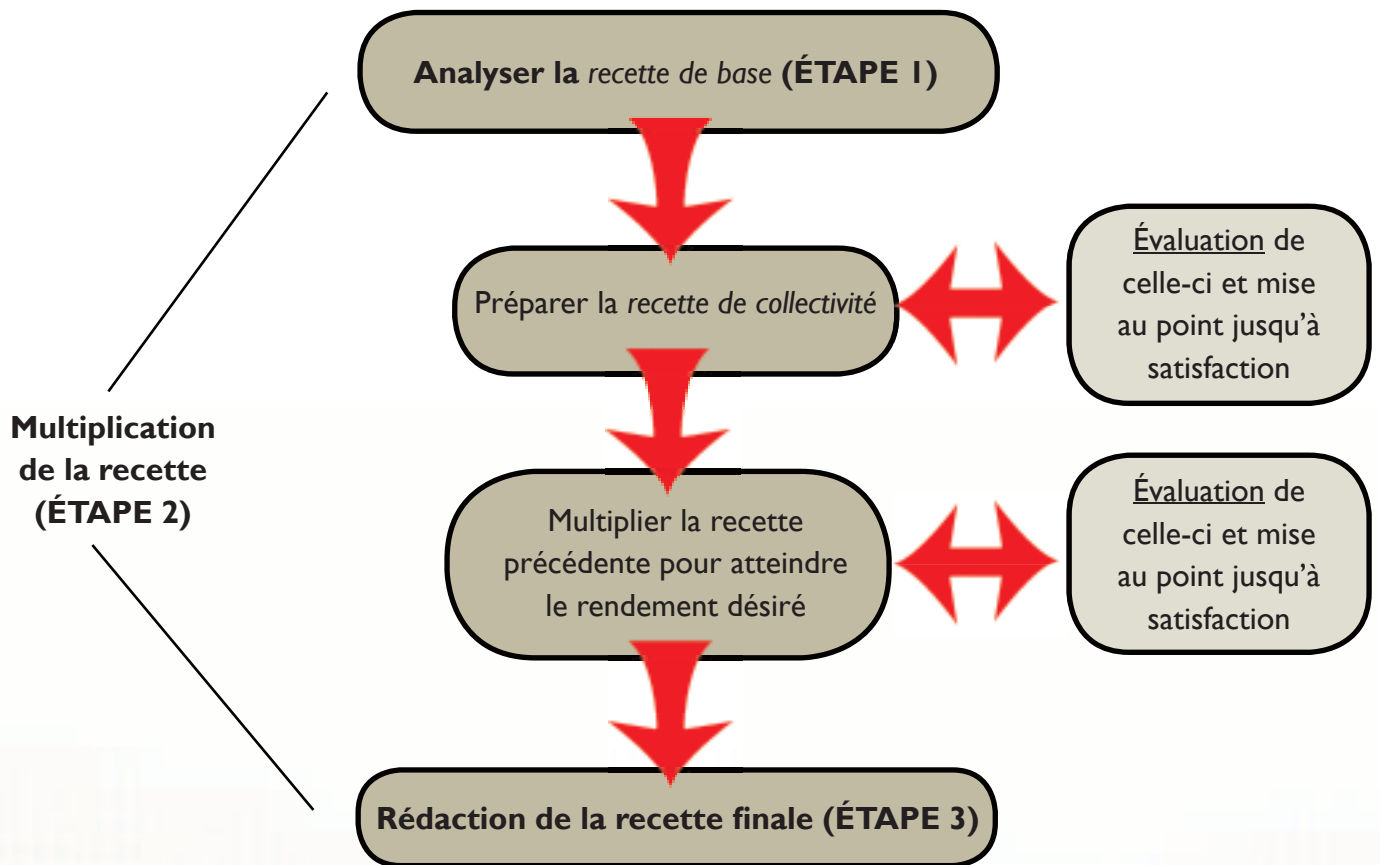 Analyser la recette de base (ÉTAPE 1)
Préparer la recette de collectivité
Évaluation de
celle-ci et mise
au point jusqu'à
satisfaction
Multiplication
de la recette
(ÉTAPE 2)
Multiplier la recette
précédente pour atteindre
le rendement désiré
Évaluation de
celle-ci et mise
au point jusqu'à
satisfaction
Rédaction de la recette finale (ÉTAPE 3)